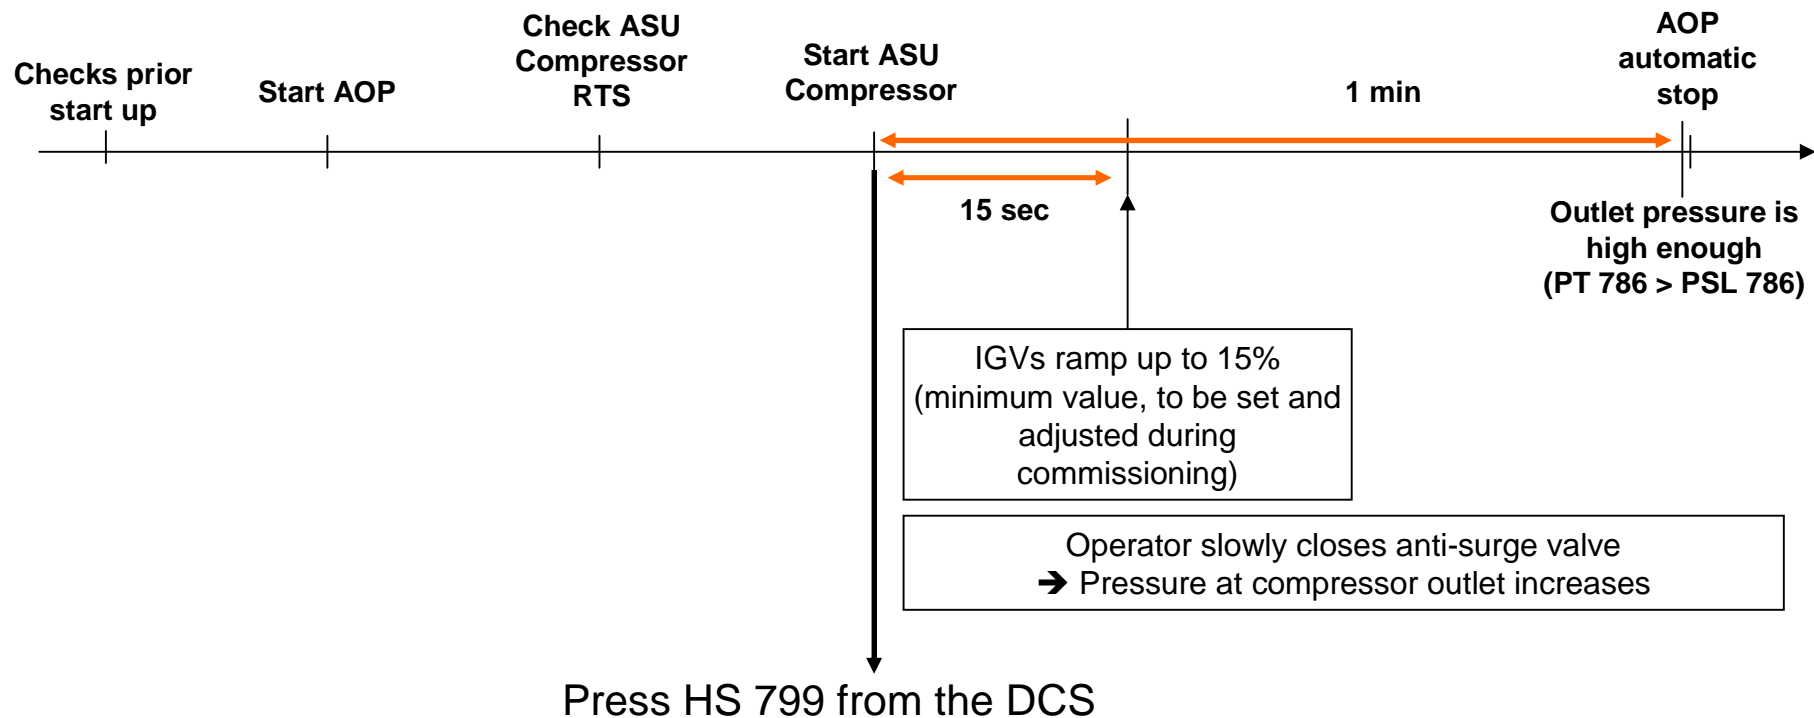 Checks prior
start up
Start AOP
Check ASU
Compressor
RTS
Start ASU
Compressor
1 min
AOP
automatic
stop
15 sec
Outlet pressure is
high enough
(PT 786 > PSL 786)
IGVs ramp up to 15%
(minimum value, to be set and
adjusted during
commissioning)
Operator slowly closes anti-surge valve
➔ Pressure at compressor outlet increases
Press HS 799 from the DCS